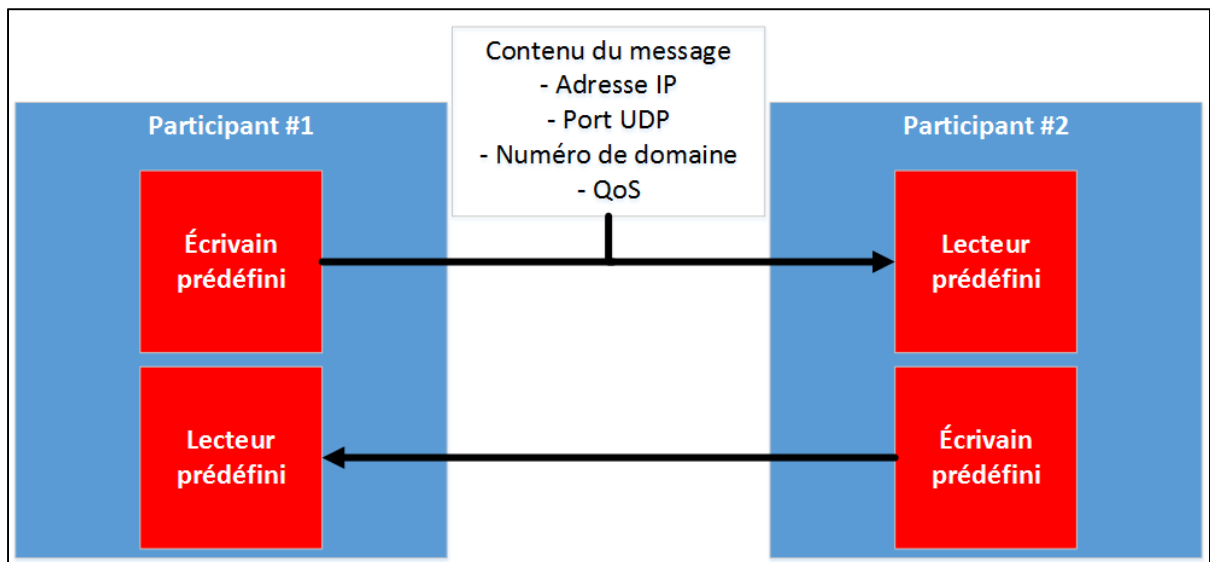 Contenu du message
- Adresse IP
- Port UDP
- Numéro de domaine
- QoS
Participant #1
Participant #2
Écrivain
prédéfini
Lecteur
prédéfini
Lecteur
prédéfini
Écrivain
prédéfini